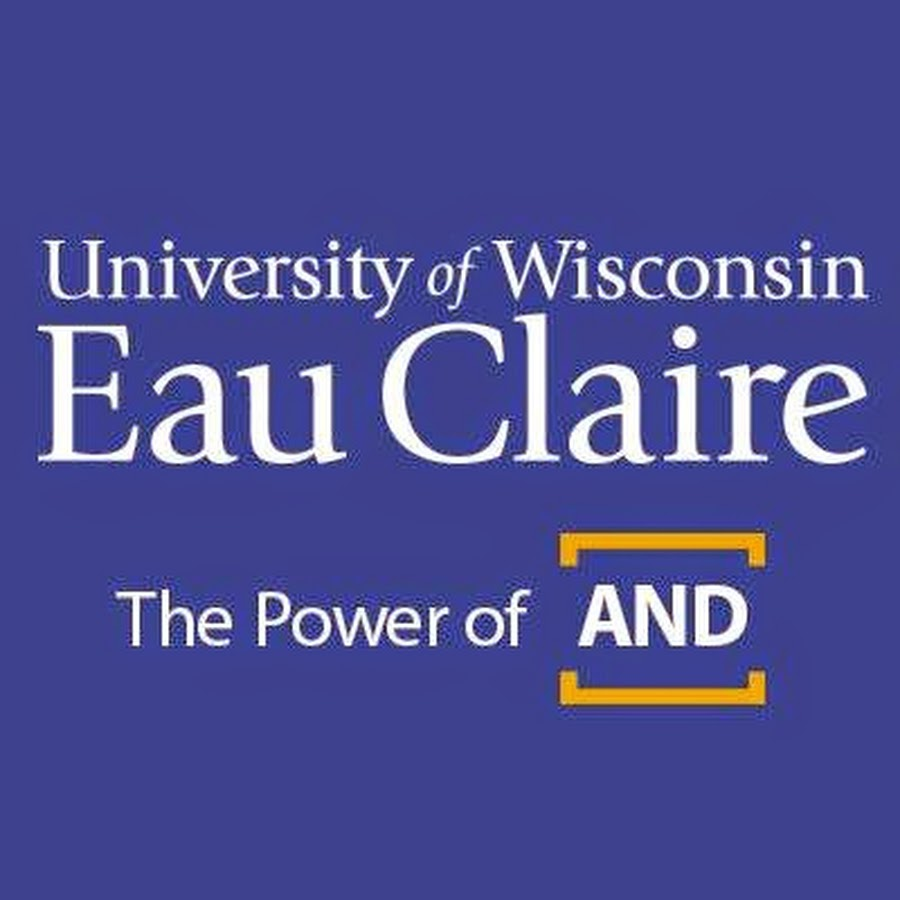 University of Wisconsin
Eau Claire
The Power of AND